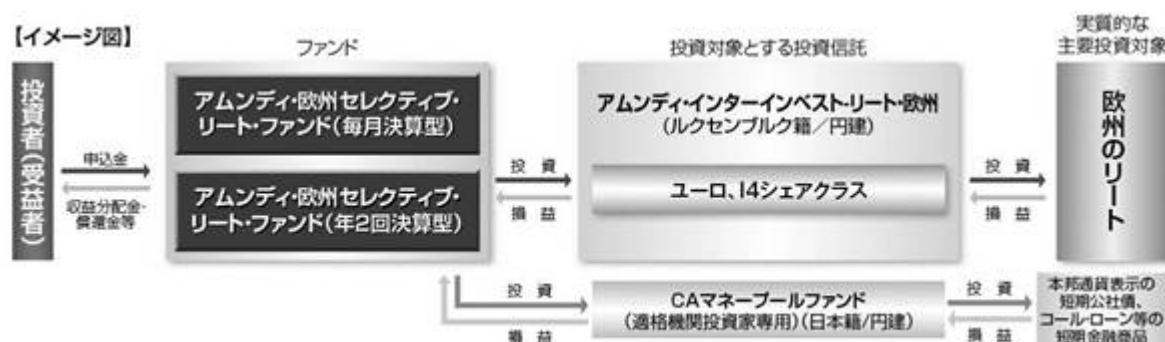 【イメージ図】
ファンド
投資対象とする投資信託
実質的な
主要投資対象
投資者(受益者)
申込金
収益分配金・
償還金等
アムンディ・欧州セレクティブ・
リート・ファンド(毎月決算型)
アムンディ・欧州セレクティブ・
リート・ファンド(年2回決算型)
投資
損益
アムンディ・インターインベスト-リート・欧州
(ルクセンブルク籍/円建)
ユーロ、I4シェアクラス
投資
損益
欧州のリート
投資
損益
CAマネープールファンド
(適格機関投資家専用)(日本籍/円建)
投資
損益
本邦通貨表示の
短期公社債、
コール・ローン等の
短期金融商品